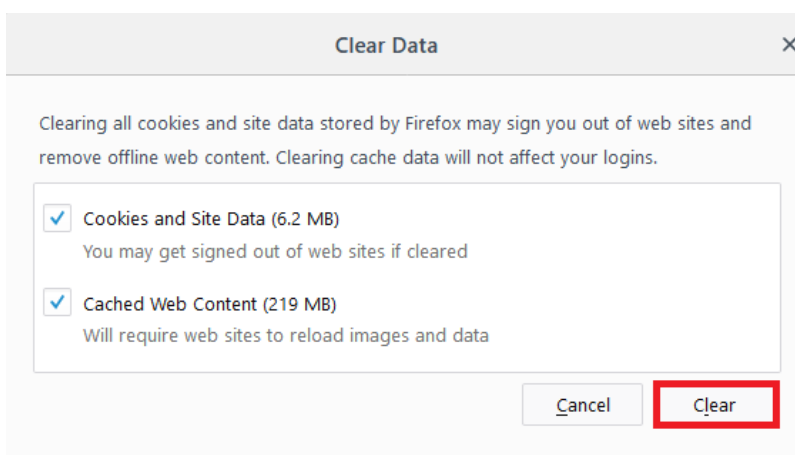 Clear Data
Clearing all cookies and site data stored by Firefox may sign you out of web sites and
remove offline web content. Clearing cache data will not affect your logins.
Cookies and Site Data (6.2 MB)
You may get signed out of web sites if cleared
Cached Web Content (219 MB)
Will require web sites to reload images and data
Cancel Clear